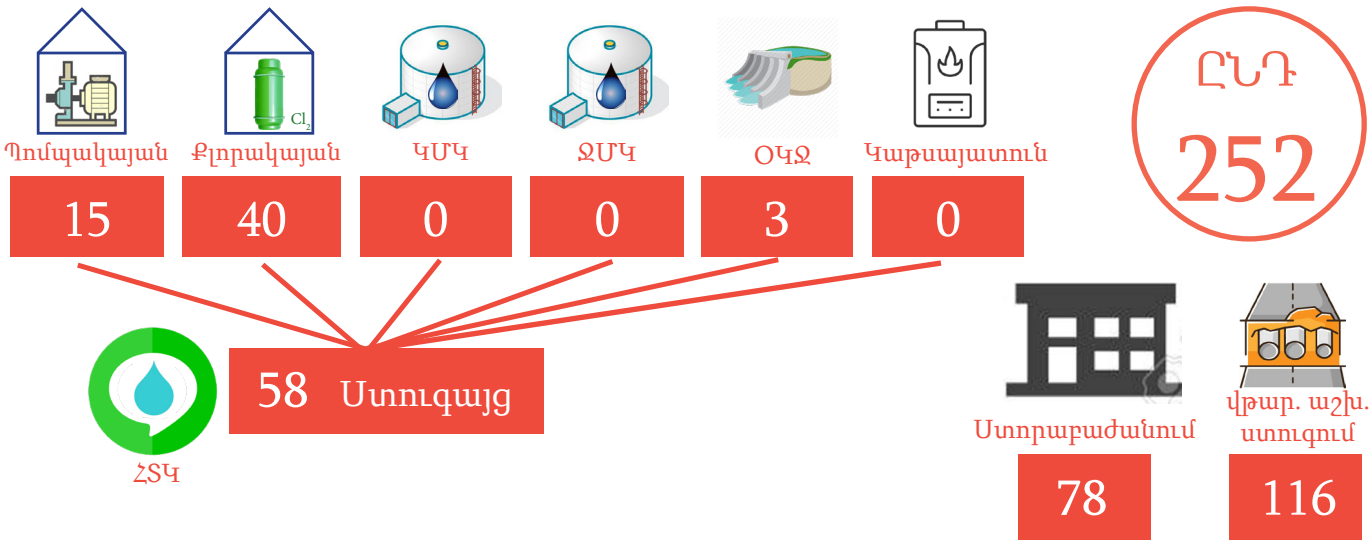 ԸՆԴ
252
Cl2
Պոմպակայան
Քլորակայան
ԿՄԿ
ՋՄԿ
ՕԿՋ
Կաթսայատուն
15
40
0
0
3
0
58 Ստուգայց
ՀՏԿ
Ստորաբաժանում
78
վթար. աշխ.
ստուգում
116